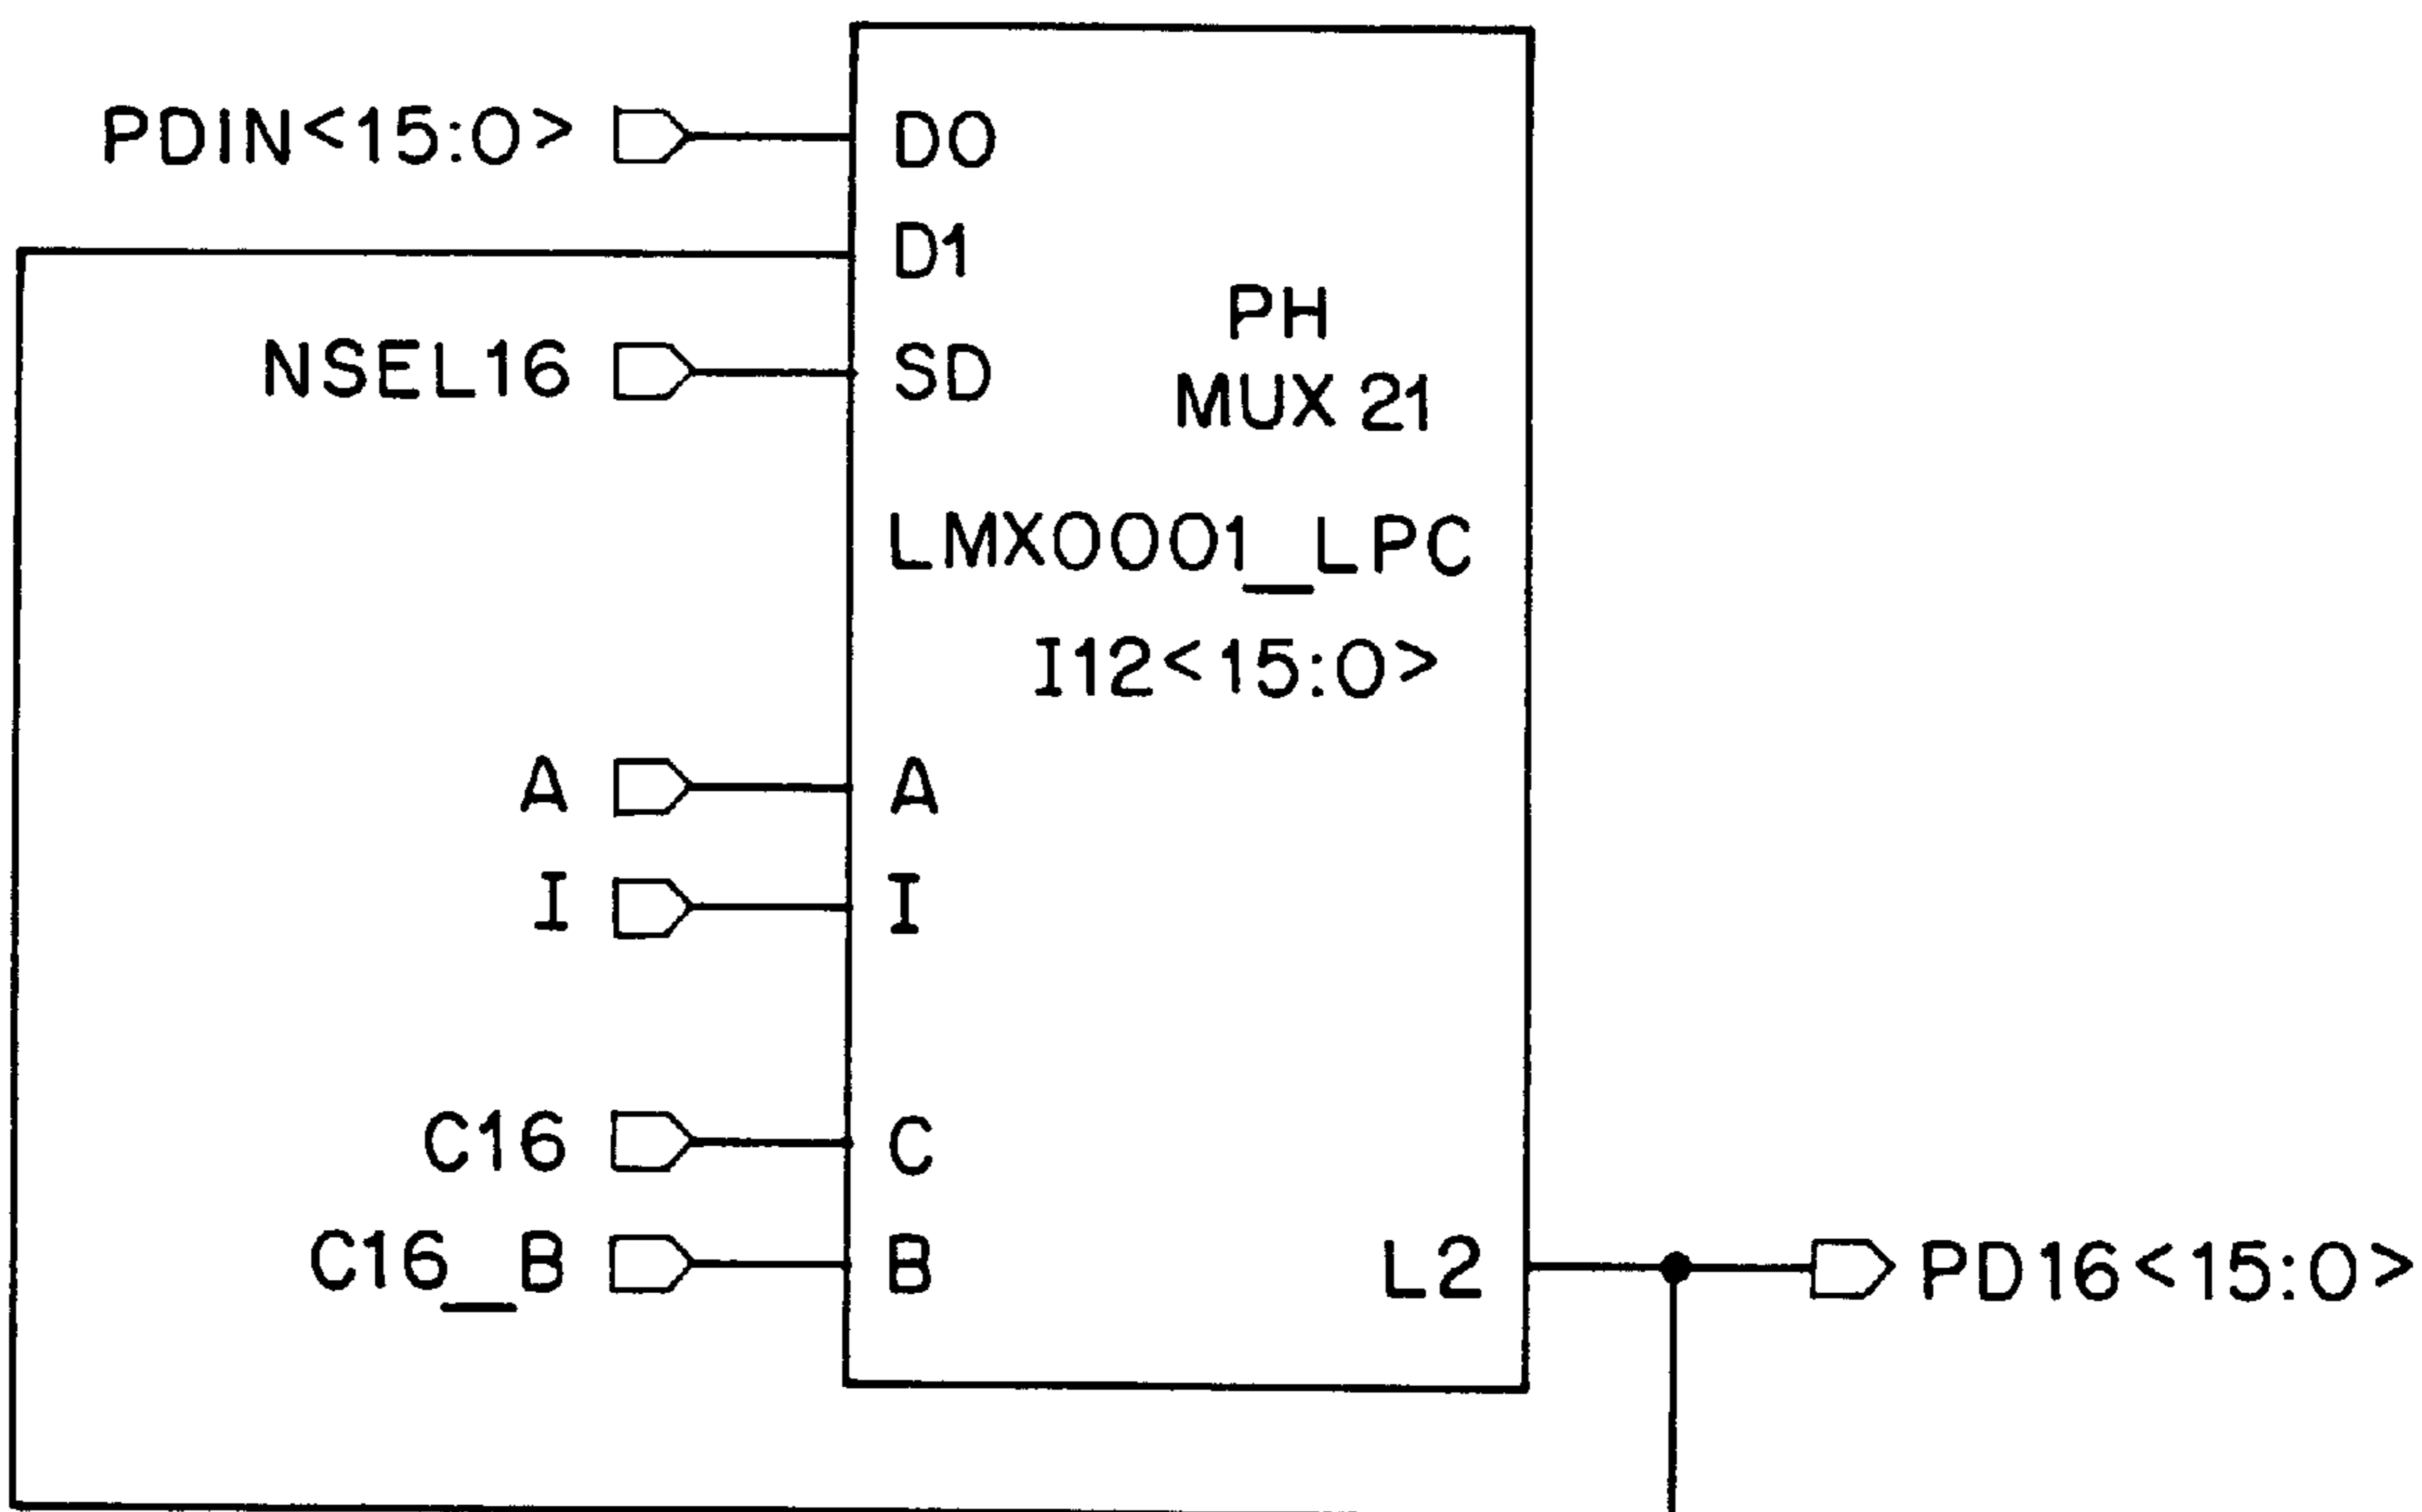 PDIN<15:0> D0
D1
NSEL16 SD
PH
MUX 21
LMX0001_LPC
I12<15:0>
A A
I I
C16 C
C16_B B L2 PD16<15:0>